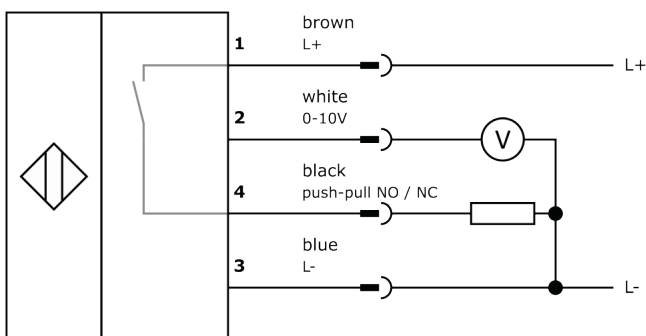 brown
1 L+
L+
white
2 0-10V
V
black
4 push-pull NO / NC
blue
3 L-
L-